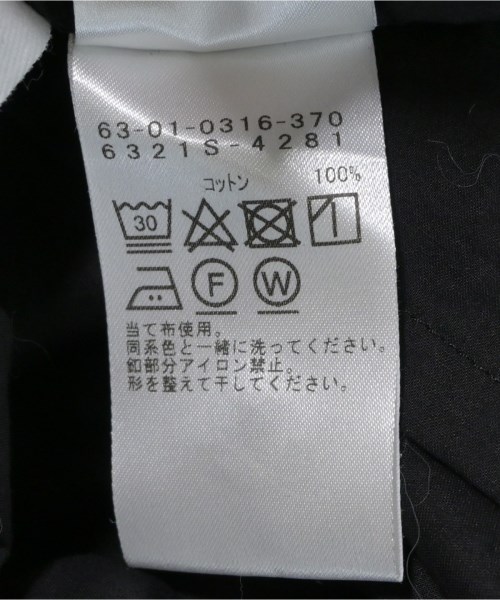 63-01-0316-370
6321S-4281
コットン 100%
30
F W
当て布使用。
同系色と一緒に洗ってください。
釦部分アイロン禁止。
形を整えて干してください。